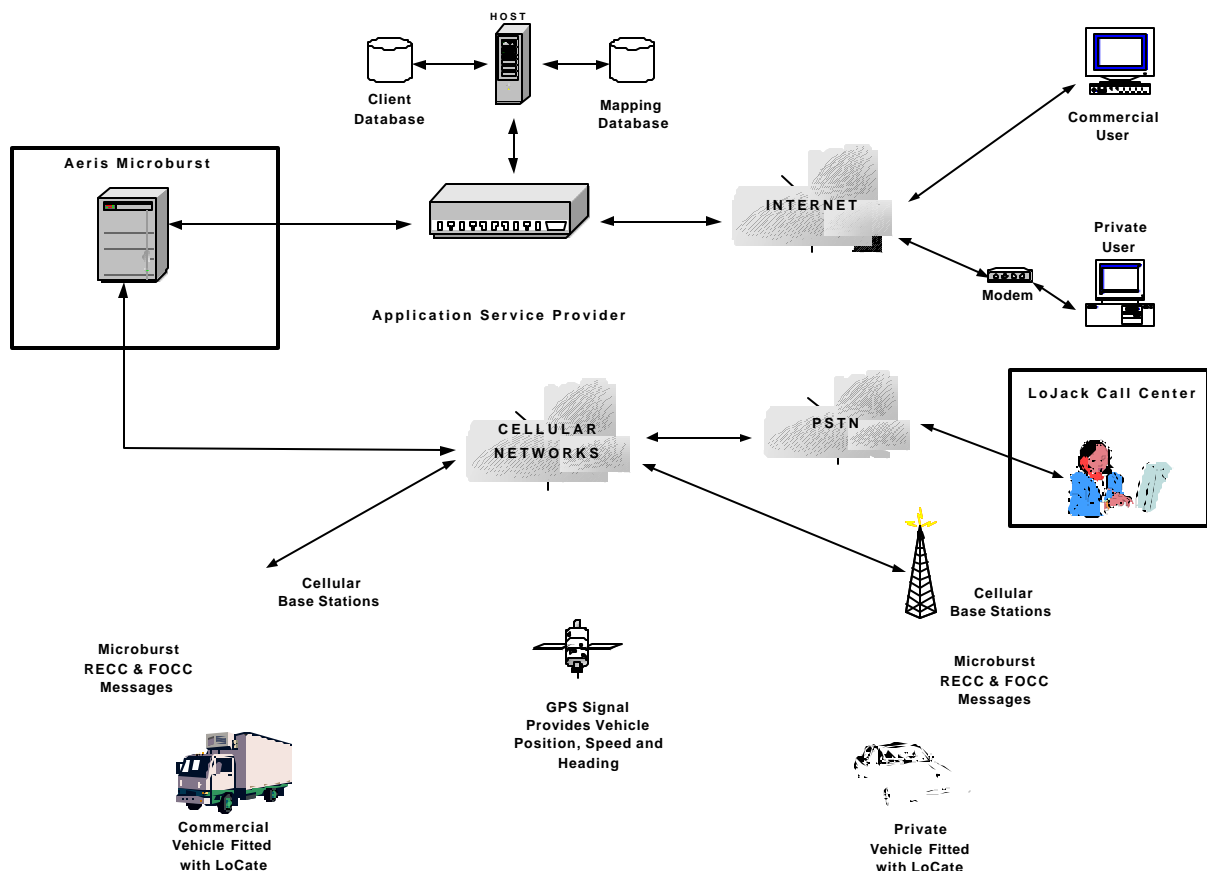 HOST
Client
Database
Mapping
Database
Commercial
User
Aeris Microburst
INTERNET
Private
User
Modem
Application Service Provider
LoJack Call Center
CELLULAR
NETWORKS
PSTN
Cellular
Base Stations
Cellular
Base Stations
Microburst
RECC & FOCC
Messages
Microburst
RECC & FOCC
Messages
GPS Signal
Provides Vehicle
Position, Speed and
Heading
Commercial
Vehicle Fitted
with LoCate
Private
Vehicle Fitted
with LoCate